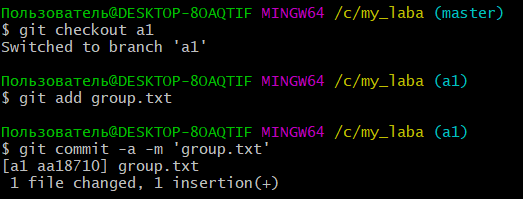 Пользователь@DESKTOP-8OAQTIF MINGW64 /c/my_laba (master)
$ git checkout a1
Switched to branch 'a1'
Пользователь@DESKTOP-8OAQTIF MINGW64 /c/my_laba (a1)
$ git add group.txt
Пользователь@DESKTOP-8OAQTIF MINGW64 /c/my_laba (a1)
$ git commit -a -m 'group.txt'
[a1 aa18710] group.txt
 1 file changed, 1 insertion(+)